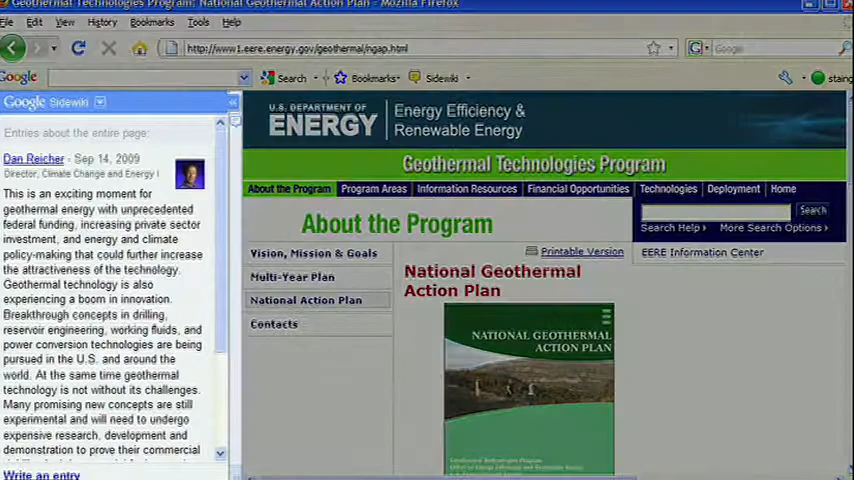 Geothermal Technologies Program: National Geothermal Action Plan - Mozilla Firefox
File Edit View History Bookmarks Tools Help
http://www1.eere.energy.gov/geothermal/ngap.html
G Google
Google Search Bookmarks Sidewiki
Google Sidewiki
Entries about the entire page:
Dan Reicher - Sep 14, 2009
Director, Climate Change and Energy I
This is an exciting moment for
geothermal energy with unprecedented
federal funding, increasing private sector
investment, and energy and climate
policy-making that could further increase
the attractiveness of the technology.
Geothermal technology is also
experiencing a boom in innovation.
Breakthrough concepts in drilling,
reservoir engineering, working fluids, and
power conversion technologies are being
pursued in the U.S. and around the
world. At the same time geothermal
technology is not without its challenges.
Many promising new concepts are still
experimental and will need to undergo
expensive research, development and
demonstration to prove their commercial
Write an entry
U.S. DEPARTMENT OF
ENERGY
Energy Efficiency &
Renewable Energy
Geothermal Technologies Program
About the Program Program Areas Information Resources Financial Opportunities Technologies Deployment Home
Search
Search Help More Search Options
EERE Information Center
About the Program
Vision, Mission & Goals
Multi-Year Plan
National Action Plan
Contacts
Printable Version
National Geothermal
Action Plan
NATIONAL GEOTHERMAL
ACTION PLAN
Geothermal Technologies Program